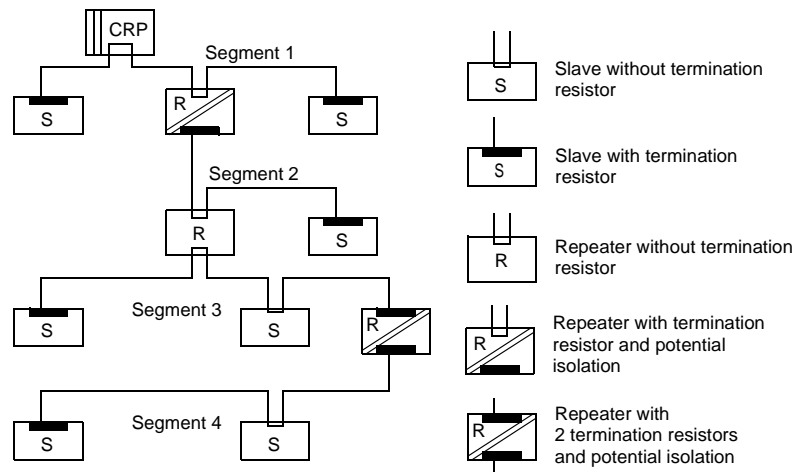 CRP
Segment 1
S
R
S
Segment 2
R
S
Segment 3
S
S
R
Segment 4
S
S
S
Slave without termination
resistor
S
Slave with termination
resistor
R
Repeater without termination
resistor
R
Repeater with termination
resistor and potential
isolation
R
Repeater with
2 termination resistors
and potential isolation